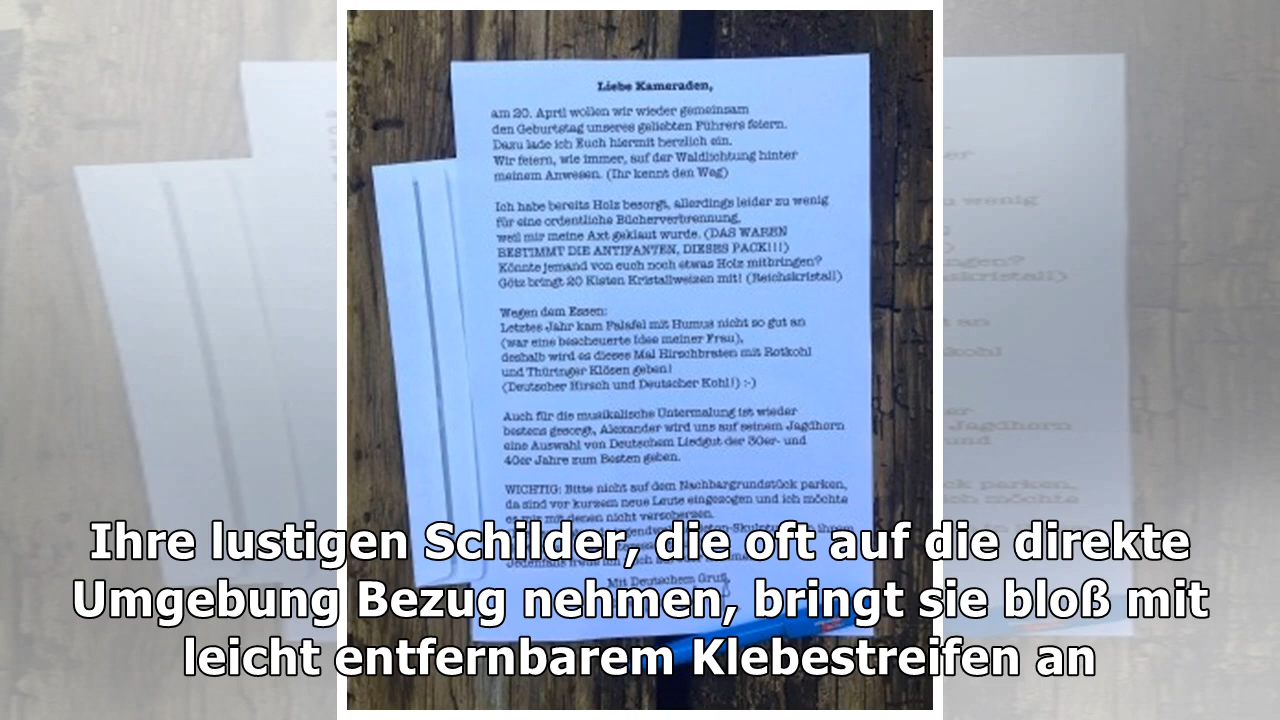 Liebe Kameraden,
am 20. April wollen wir wieder gemeinsam
den Geburtstag unseres geliebten Führers feiern.
Dazu lade ich Euch hiermit herzlich ein.
Wir feiern, wie immer, auf der Waldlichtung hinter
meinem Anwesen. (Ihr kennt den Weg)
Ich habe bereits Holz besorgt, allerdings leider zu wenig
für eine ordentliche Bücherverbrennung,
weil mir meine Axt geklaut wurde. (DAS WAREN
BESTIMMT DIE ANTIFANTEN, DIESES PACK!!!)
Könnte jemand von euch noch etwas Holz mitbringen?
Götz bringt 20 Kisten Kristallweizen mit! (Reichskristall)
Wegen dem Essen:
Letztes Jahr kam Falafel mit Humus nicht so gut an
(war eine bescheuerte Idee meiner Frau),
deshalb wird es dieses Mal Hirschbraten mit Rotkohl
und Thüringer Klösen geben!
(Deutscher Hirsch und Deutscher Kohl!) :-)
Auch für die musikalische Untermalung ist wieder
bestens gesorgt, Alexander wird uns auf seinem Jagdhorn
eine Auswahl von Deutschem Liedgut der 30er- und
40er Jahre zum Besten geben.
WICHTIG: Bitte nicht auf dem Nachbargrundstück parken,
da sind vor kurzem neue Leute eingezogen und ich möchte
es mir mit denen nicht verscherzen.
ihrem
Jedenfalls freue ich
Mit Deutschem Gruß,
Ihre lustigen Schilder, die oft auf die direkte
Umgebung Bezug nehmen, bringt sie bloß mit
leicht entfernbarem Klebestreifen an